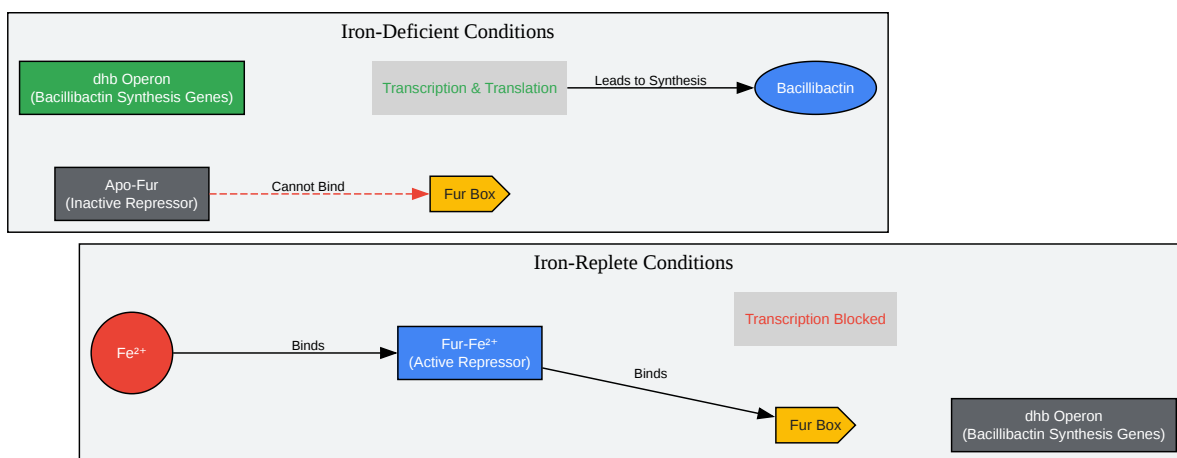 Iron-Deficient Conditions
dhb Operon
(Bacillibactin Synthesis Genes)
Transcription & Translation
Leads to Synthesis
Bacillibactin
Apo-Fur
(Inactive Repressor)
Cannot Bind
Fur Box
Iron-Replete Conditions
Transcription Blocked
Fe²⁺
Binds
Fur-Fe²⁺
(Active Repressor)
Binds
Fur Box
dhb Operon
(Bacillibactin Synthesis Genes)